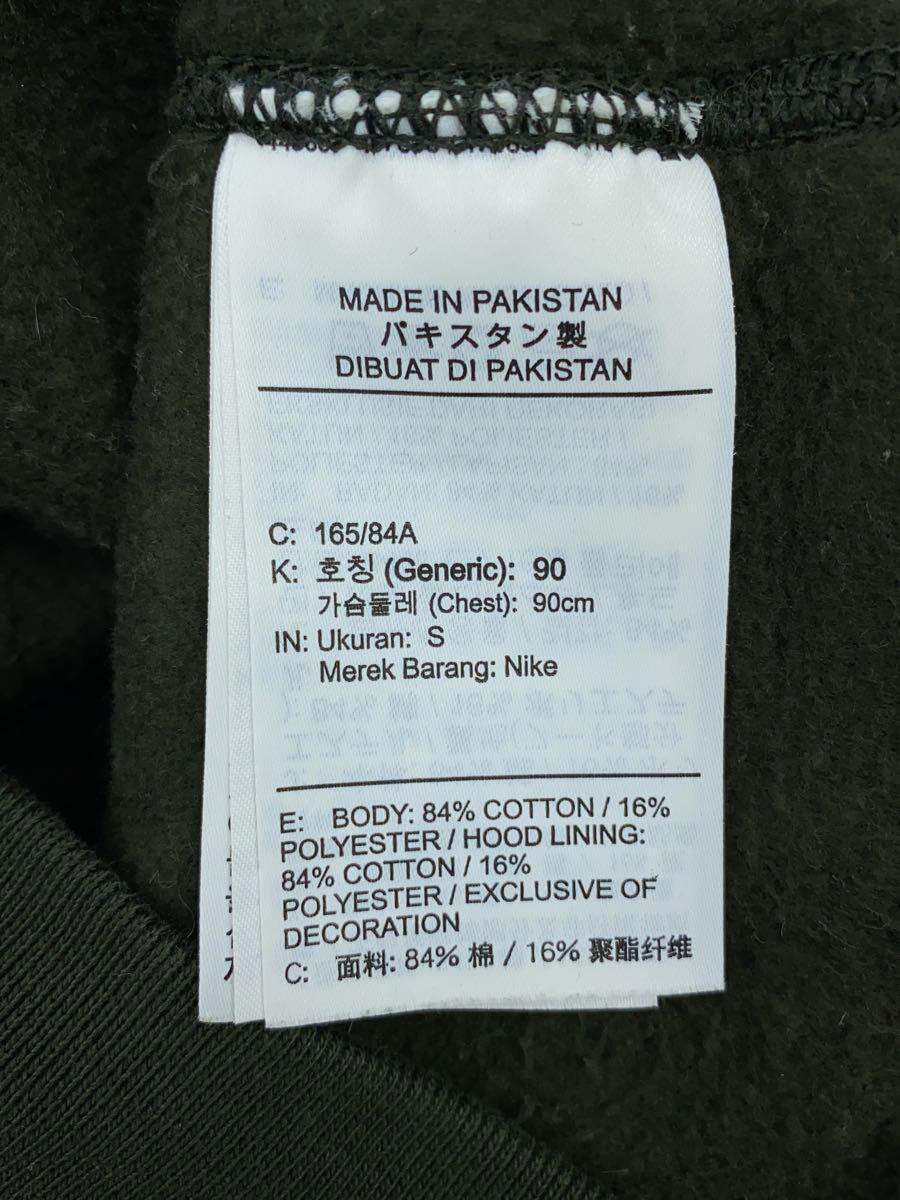 MADE IN PAKISTAN
パキスタン製
DIBUAT DI PAKISTAN
C: 165/84A
K: 호칭 (Generic): 90
가슴둘레 (Chest): 90cm
IN: Ukuran: S
Merek Barang: Nike
E: BODY: 84% COTTON / 16%
POLYESTER / HOOD LINING:
84% COTTON / 16%
POLYESTER / EXCLUSIVE OF
DECORATION
C: 面料: 84% 棉 / 16% 聚酯纤维